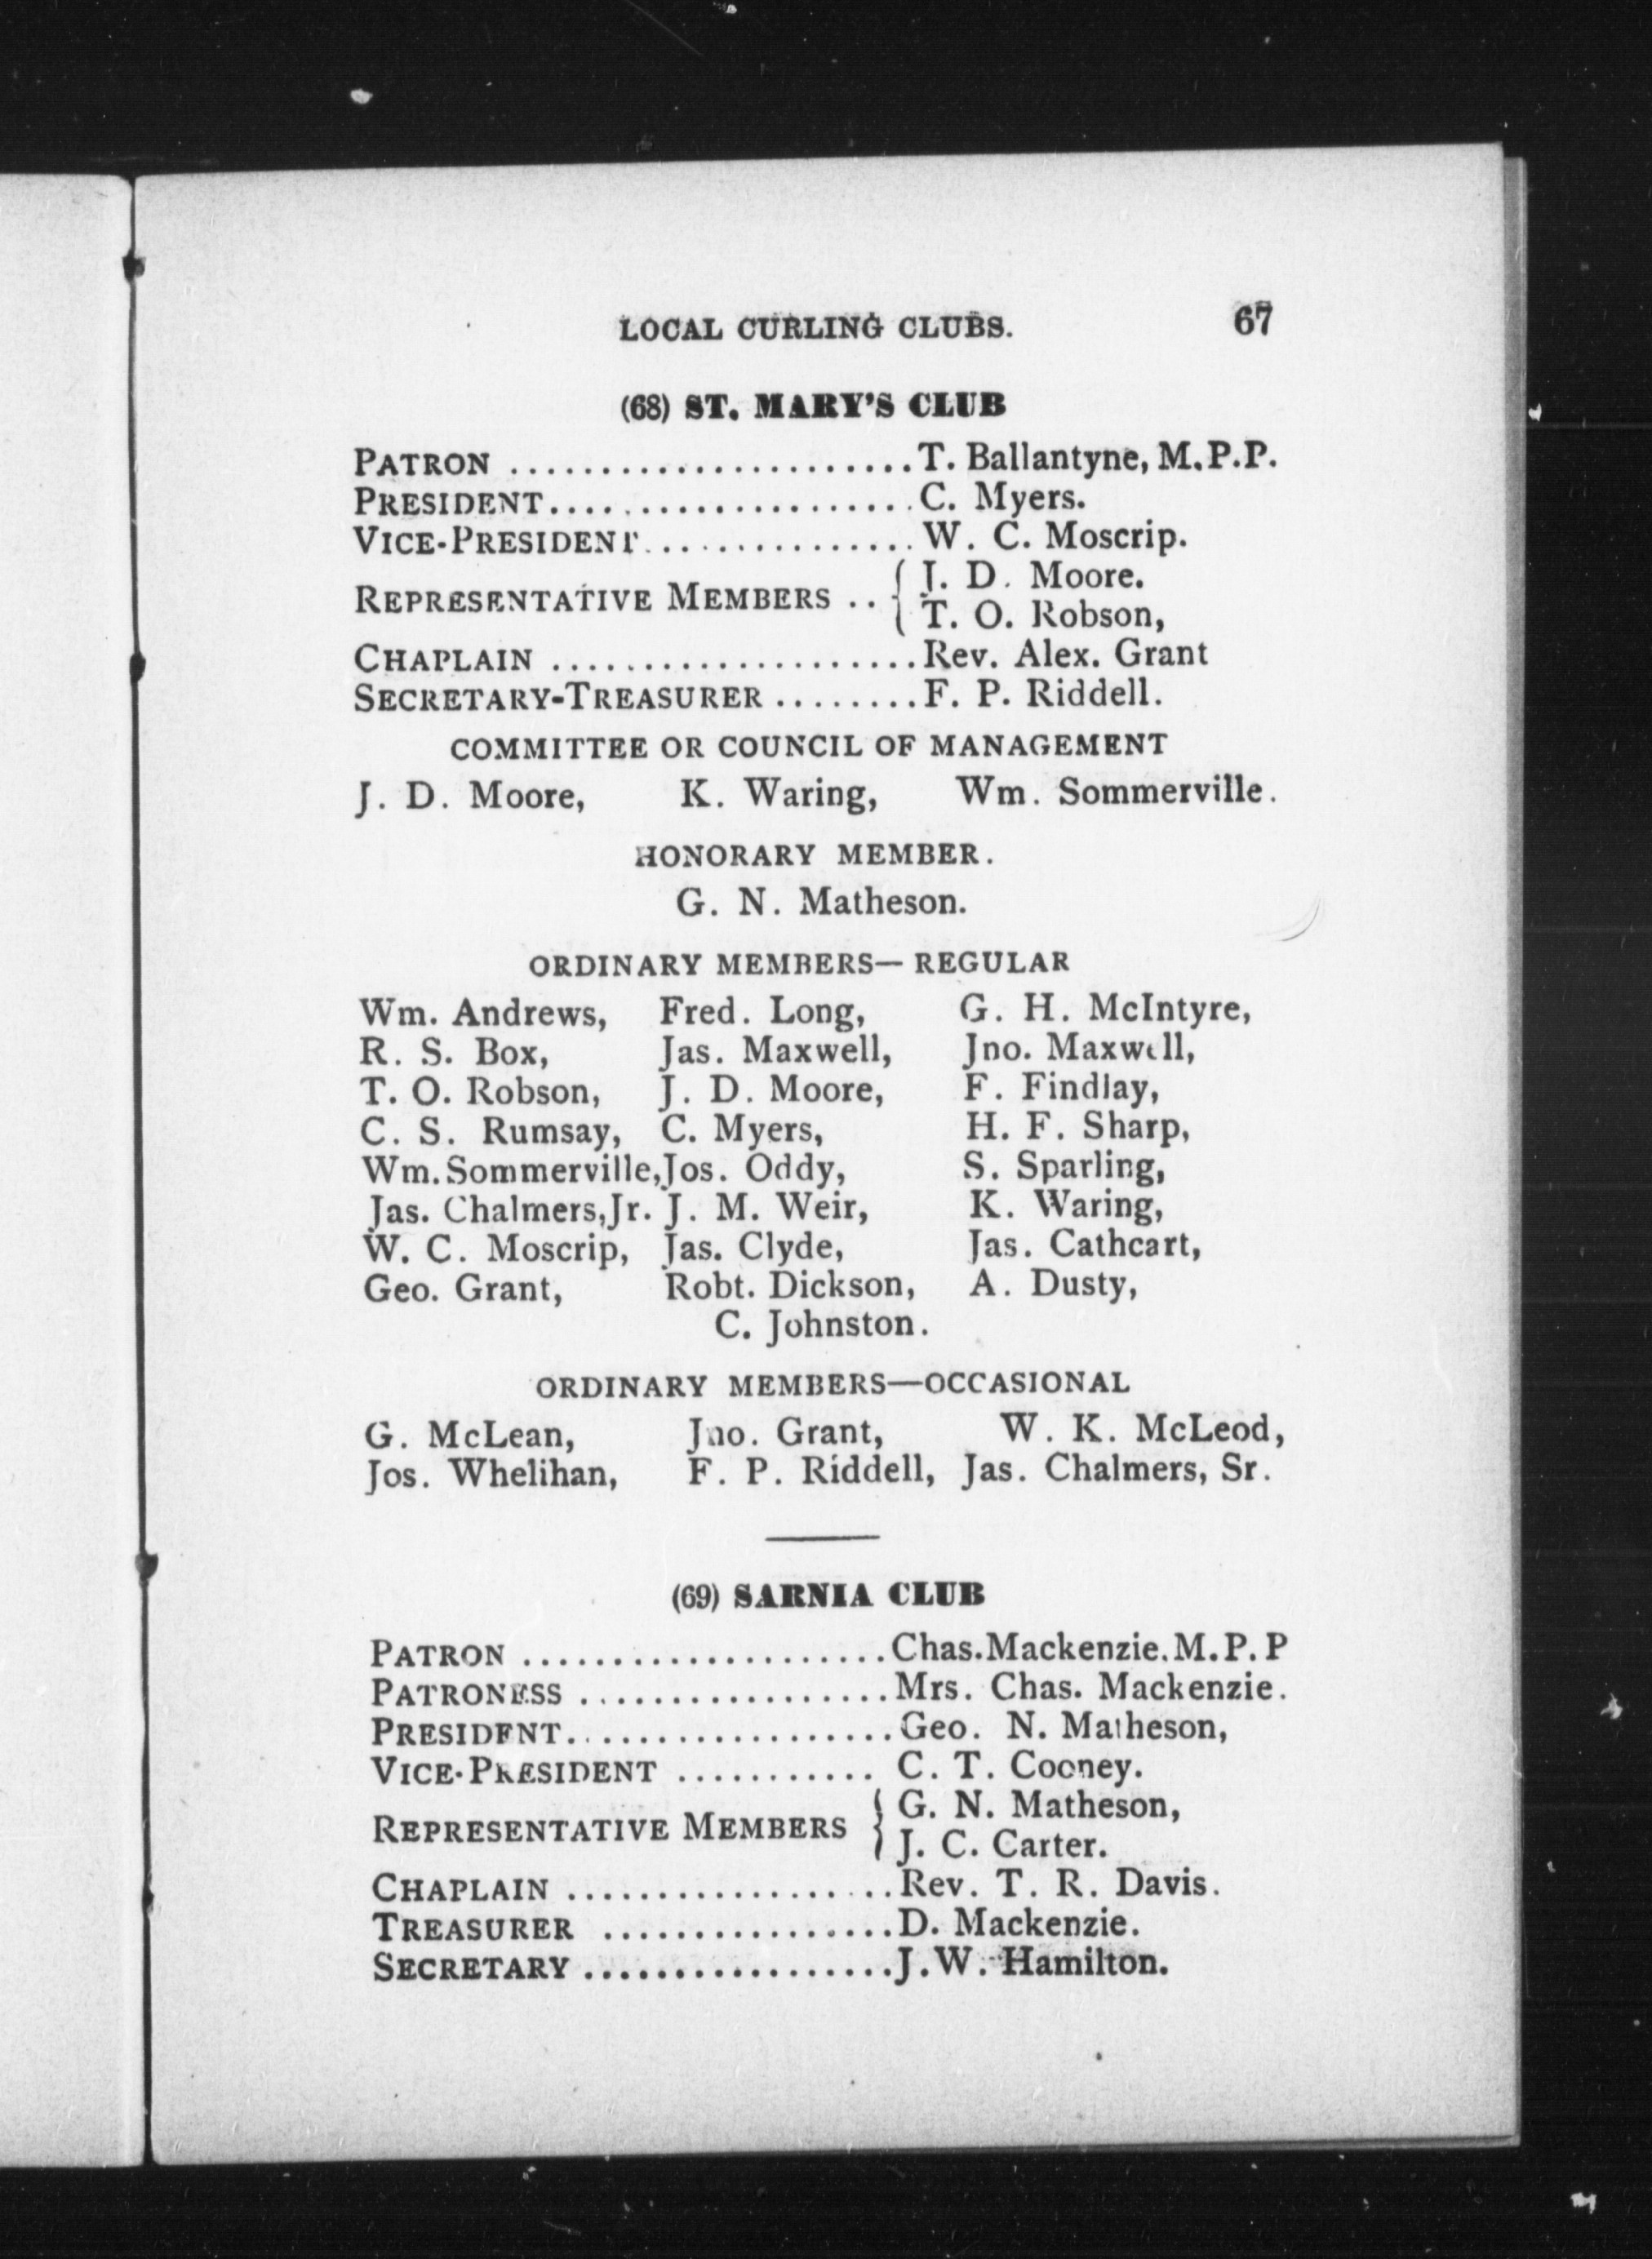 LOCAL CURLING CLUBS. 67
(68) ST. MARY'S CLUB
PATRON ...................... T. Ballantyne, M.P.P.
PRESIDENT.................... C. Myers.
VICE-PRESIDENT............... W. C. Moscrip.
REPRESENTATIVE MEMBERS .. { J. D. Moore.
T. O. Robson,
CHAPLAIN .................... Rev. Alex. Grant
SECRETARY-TREASURER ........ F. P. Riddell.
COMMITTEE OR COUNCIL OF MANAGEMENT
J. D. Moore, K. Waring, Wm. Sommerville.
HONORARY MEMBER.
G. N. Matheson.
ORDINARY MEMBERS— REGULAR
Wm. Andrews, Fred. Long, G. H. McIntyre,
R. S. Box, Jas. Maxwell, Jno. Maxwell,
T. O. Robson, J. D. Moore, F. Findlay,
C. S. Rumsay, C. Myers, H. F. Sharp,
Wm. Sommerville, Jos. Oddy, S. Sparling,
Jas. Chalmers, Jr. J. M. Weir, K. Waring,
W. C. Moscrip, Jas. Clyde, Jas. Cathcart,
Geo. Grant, Robt. Dickson, A. Dusty,
C. Johnston.
ORDINARY MEMBERS—OCCASIONAL
G. McLean, Jno. Grant, W. K. McLeod,
Jos. Whelihan, F. P. Riddell, Jas. Chalmers, Sr.
(69) SARNIA CLUB
PATRON .................... Chas. Mackenzie. M.P.P
PATRONESS ................. Mrs. Chas. Mackenzie.
PRESIDENT.................. Geo. N. Matheson,
VICE-PRESIDENT ........... C. T. Cooney.
REPRESENTATIVE MEMBERS { G. N. Matheson,
J. C. Carter.
CHAPLAIN .................. Rev. T. R. Davis.
TREASURER ................ D. Mackenzie.
SECRETARY ................. J. W. Hamilton.